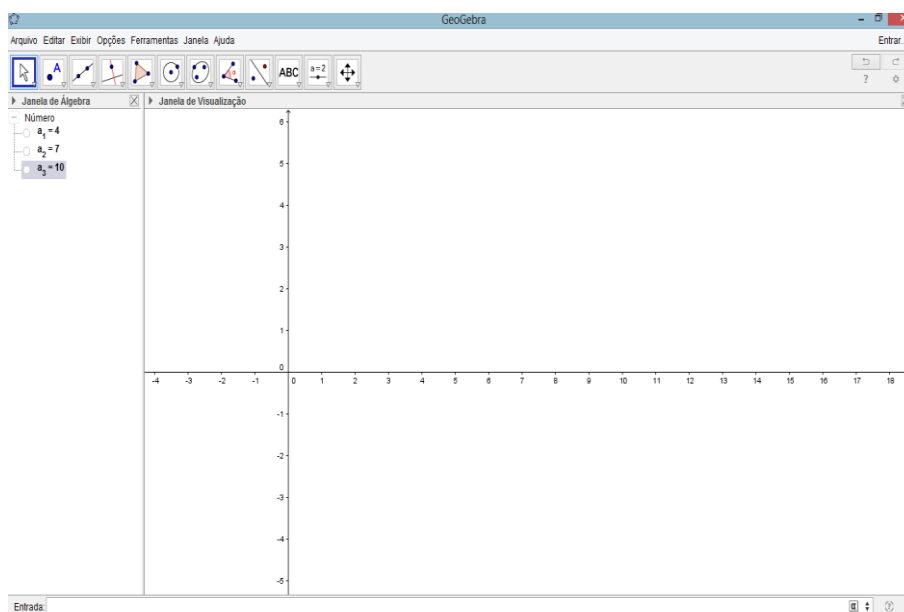 GeoGebra
Arquivo Editar Exibir Opções Ferramentas Janela Ajuda
Entrar...
A
α
ABC
a=2
?
Janela de Álgebra
Janela de Visualização
Número
a₁ = 4
a₂ = 7
a₃ = 10
6
5
4
3
2
1
0
-4 -3 -2 -1 0 1 2 3 4 5 6 7 8 9 10 11 12 13 14 15 16 17 18
-1
-2
-3
-4
-5
Entrada:
α
?